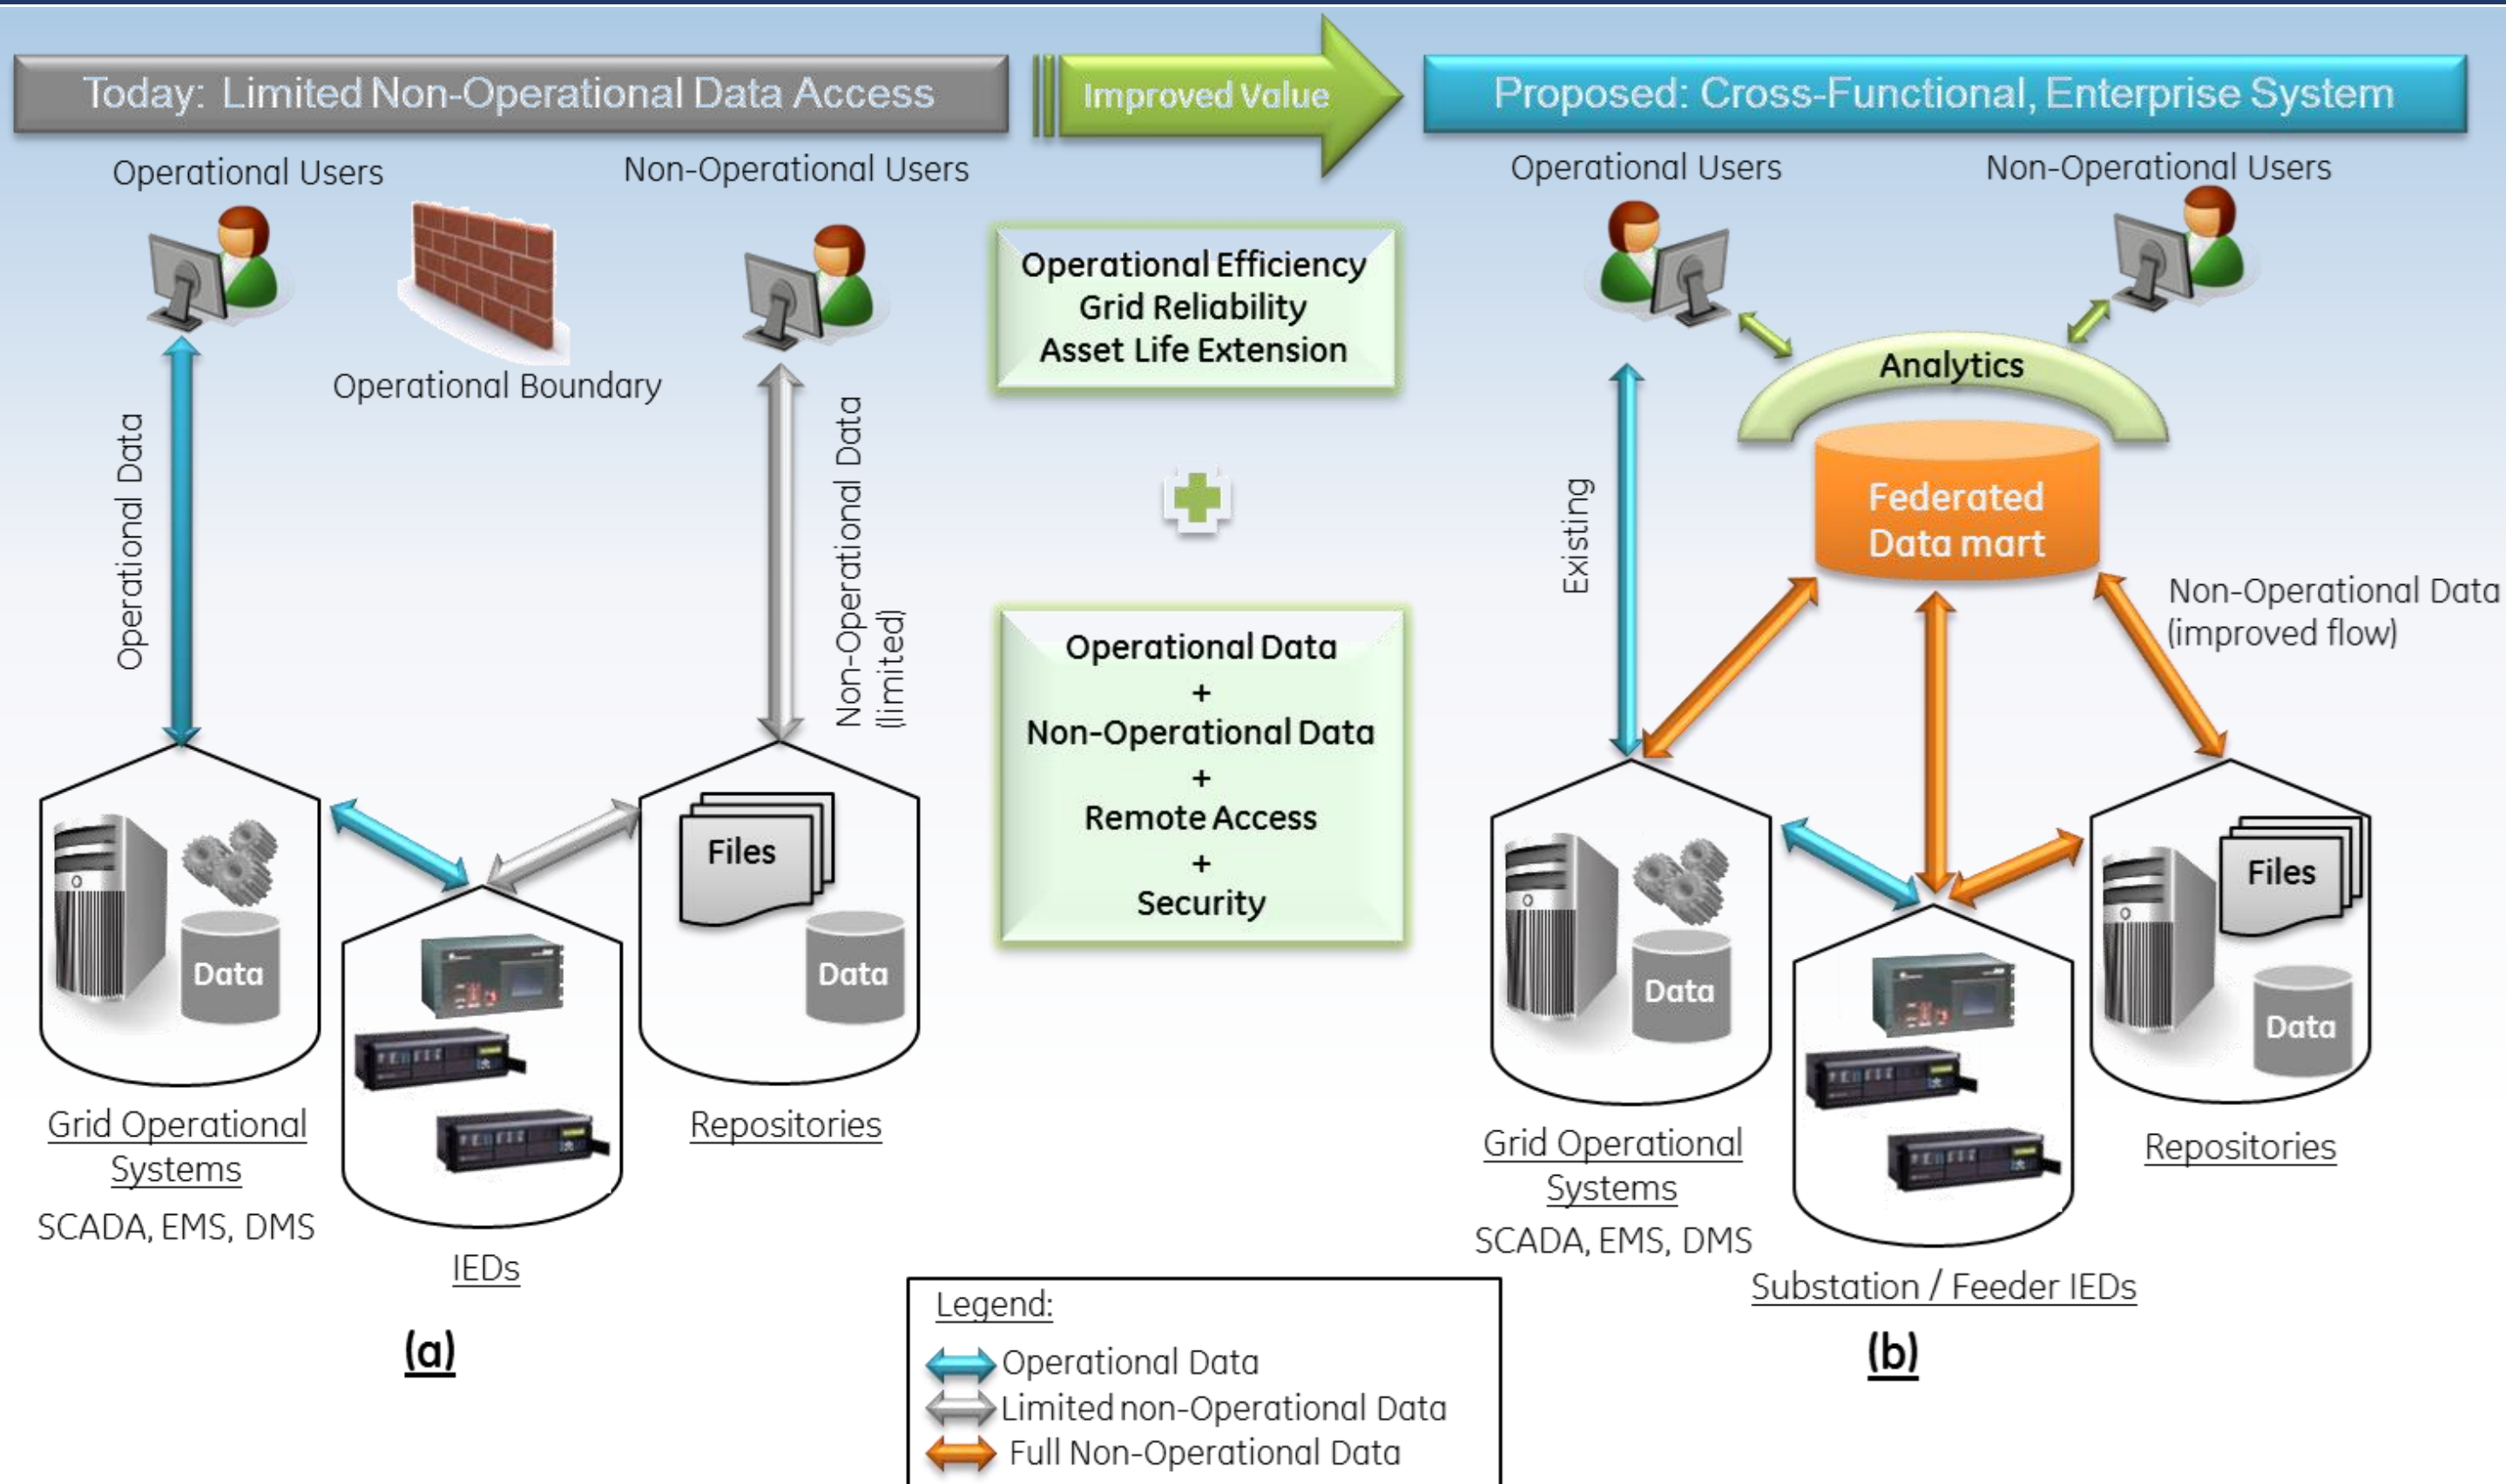 Today: Limited Non-Operational Data Access
Improved Value
Proposed: Cross-Functional, Enterprise System
Operational Users
Non-Operational Users
Operational Boundary
Operational Data
Non-Operational Data
(limited)
Files
Data
Data
Grid Operational
Systems
SCADA, EMS, DMS
IEDs
Repositories
(a)
Operational Efficiency
Grid Reliability
Asset Life Extension
Operational Data
+
Non-Operational Data
+
Remote Access
+
Security
Operational Users
Non-Operational Users
Analytics
Federated
Data mart
Existing
Non-Operational Data
(improved flow)
Files
Data
Data
Grid Operational
Systems
SCADA, EMS, DMS
Substation / Feeder IEDs
Repositories
(b)
Legend:
Operational Data
Limited non-Operational Data
Full Non-Operational Data